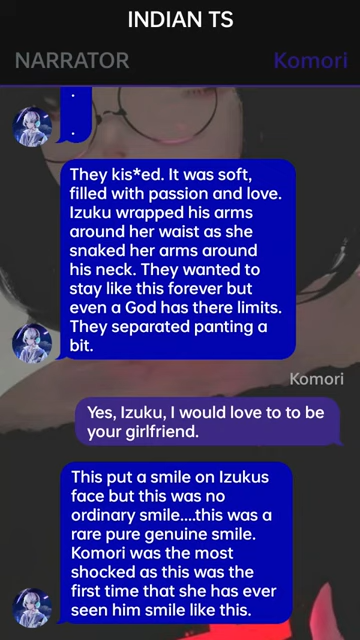 INDIAN TS
NARRATOR
Komori
.
.
They kis*ed. It was soft,
filled with passion and love.
Izuku wrapped his arms
around her waist as she
snaked her arms around
his neck. They wanted to
stay like this forever but
even a God has there limits.
They separated panting a
bit.
Komori
Yes, Izuku, I would love to to be
your girlfriend.
This put a smile on Izukus
face but this was no
ordinary smile....this was a
rare pure genuine smile.
Komori was the most
shocked as this was the
first time that she has ever
seen him smile like this.